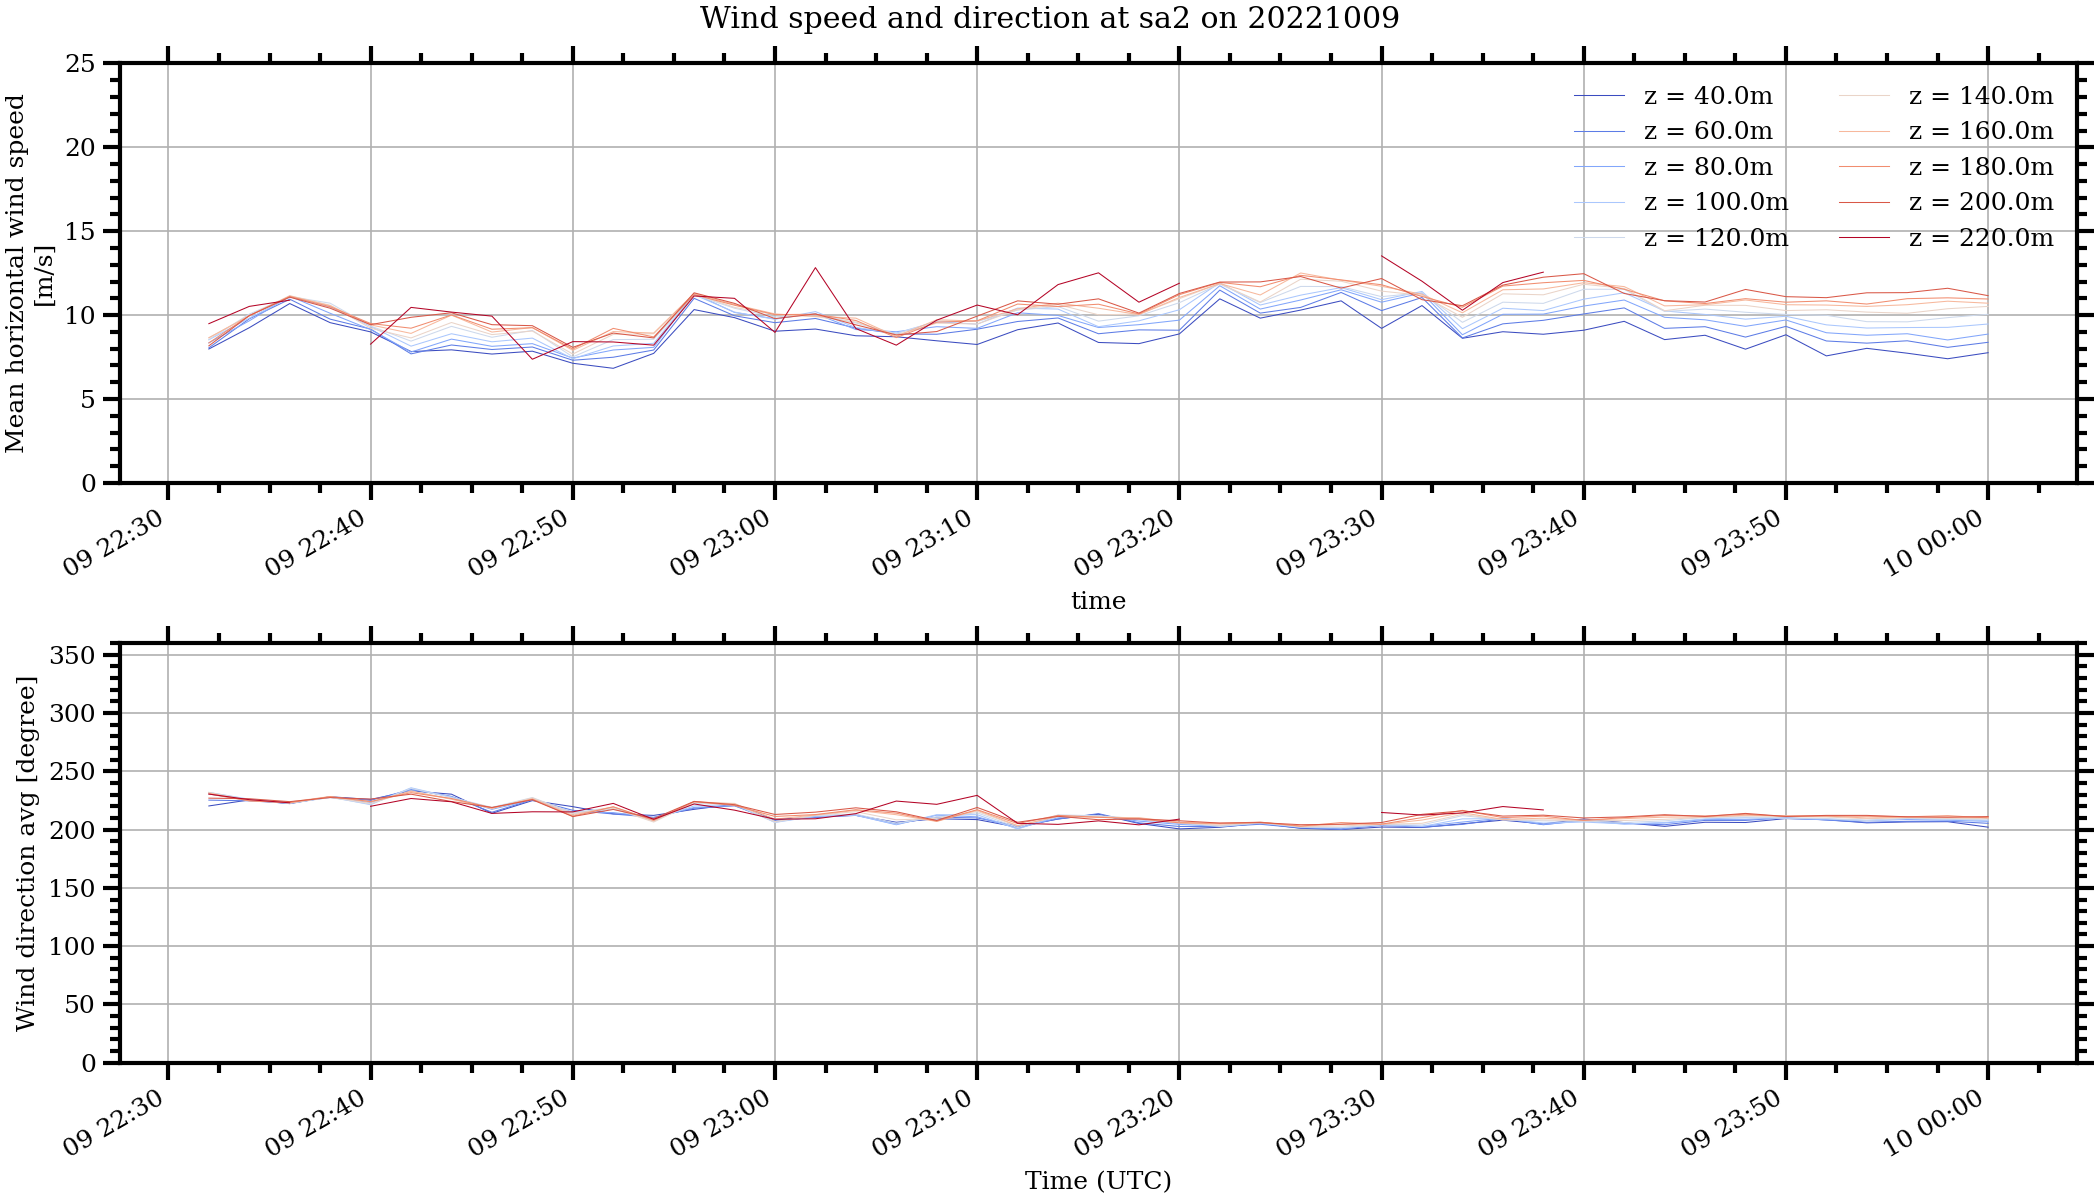 Wind speed and direction at sa2 on 20221009
Mean horizontal wind speed
[m/s]
25
20
15
10
5
0
z = 40.0m
z = 60.0m
z = 80.0m
z = 100.0m
z = 120.0m
z = 140.0m
z = 160.0m
z = 180.0m
z = 200.0m
z = 220.0m
09 22:30
09 22:40
09 22:50
09 23:00
09 23:10
09 23:20
09 23:30
09 23:40
09 23:50
10 00:00
time
Wind direction avg [degree]
350
300
250
200
150
100
50
0
09 22:30
09 22:40
09 22:50
09 23:00
09 23:10
09 23:20
09 23:30
09 23:40
09 23:50
10 00:00
Time (UTC)